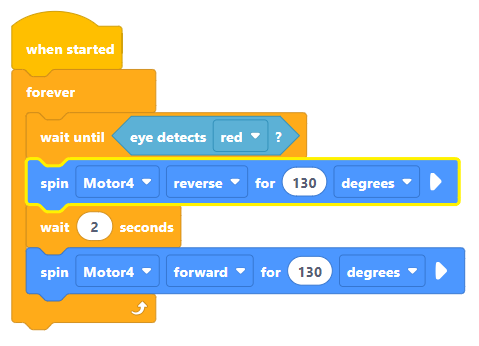 when started
forever
wait until eye detects red ?
spin Motor4 reverse for 130 degrees
wait 2 seconds
spin Motor4 forward for 130 degrees